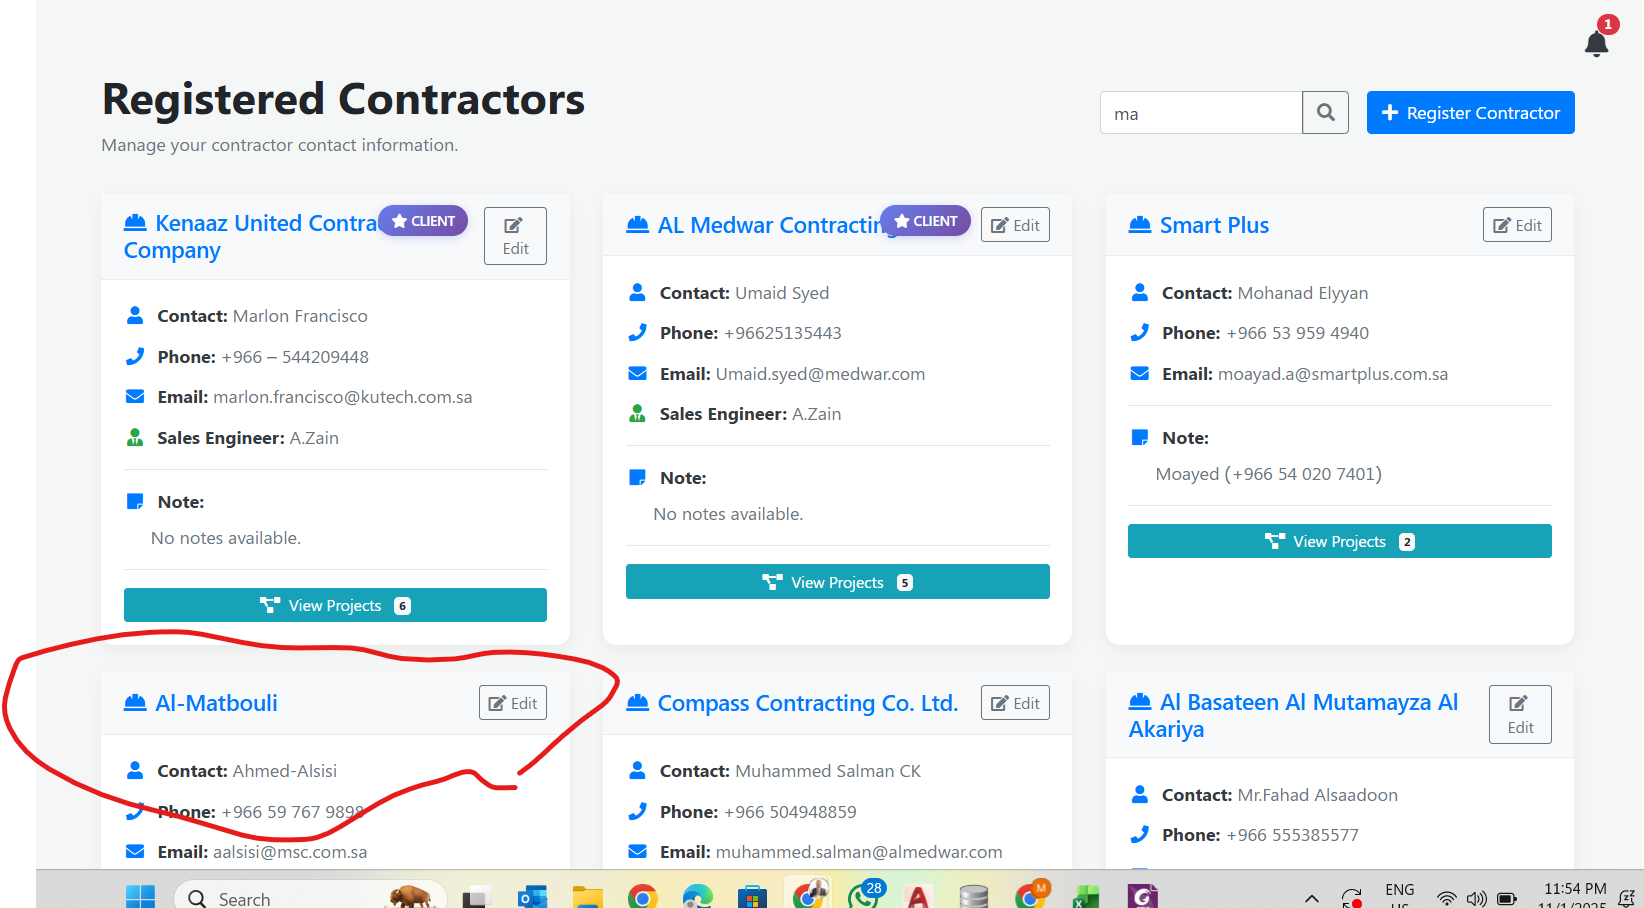 1
Registered Contractors
Manage your contractor contact information.
ma
Register Contractor
Kenaaz United Contra
Company
CLIENT
Edit
Contact: Marlon Francisco
Phone: +966 – 544209448
Email: marlon.francisco@kutech.com.sa
Sales Engineer: A.Zain
Note:
No notes available.
View Projects 6
AL Medwar Contracting
CLIENT
Edit
Contact: Umaid Syed
Phone: +96625135443
Email: Umaid.syed@medwar.com
Sales Engineer: A.Zain
Note:
No notes available.
View Projects 5
Smart Plus
Edit
Contact: Mohanad Elyyan
Phone: +966 53 959 4940
Email: moayad.a@smartplus.com.sa
Note:
Moayed (+966 54 020 7401)
View Projects 2
Al-Matbouli
Edit
Contact: Ahmed-Alsisi
Phone: +966 59 767 9898
Email: aalsisi@msc.com.sa
Compass Contracting Co. Ltd.
Edit
Contact: Muhammed Salman CK
Phone: +966 504948859
Email: muhammed.salman@almedwar.com
Al Basateen Al Mutamayza Al
Akariya
Edit
Contact: Mr.Fahad Alsaadoon
Phone: +966 555385577
Search
28
M
ENG
US
11:54 PM
11/1/2025